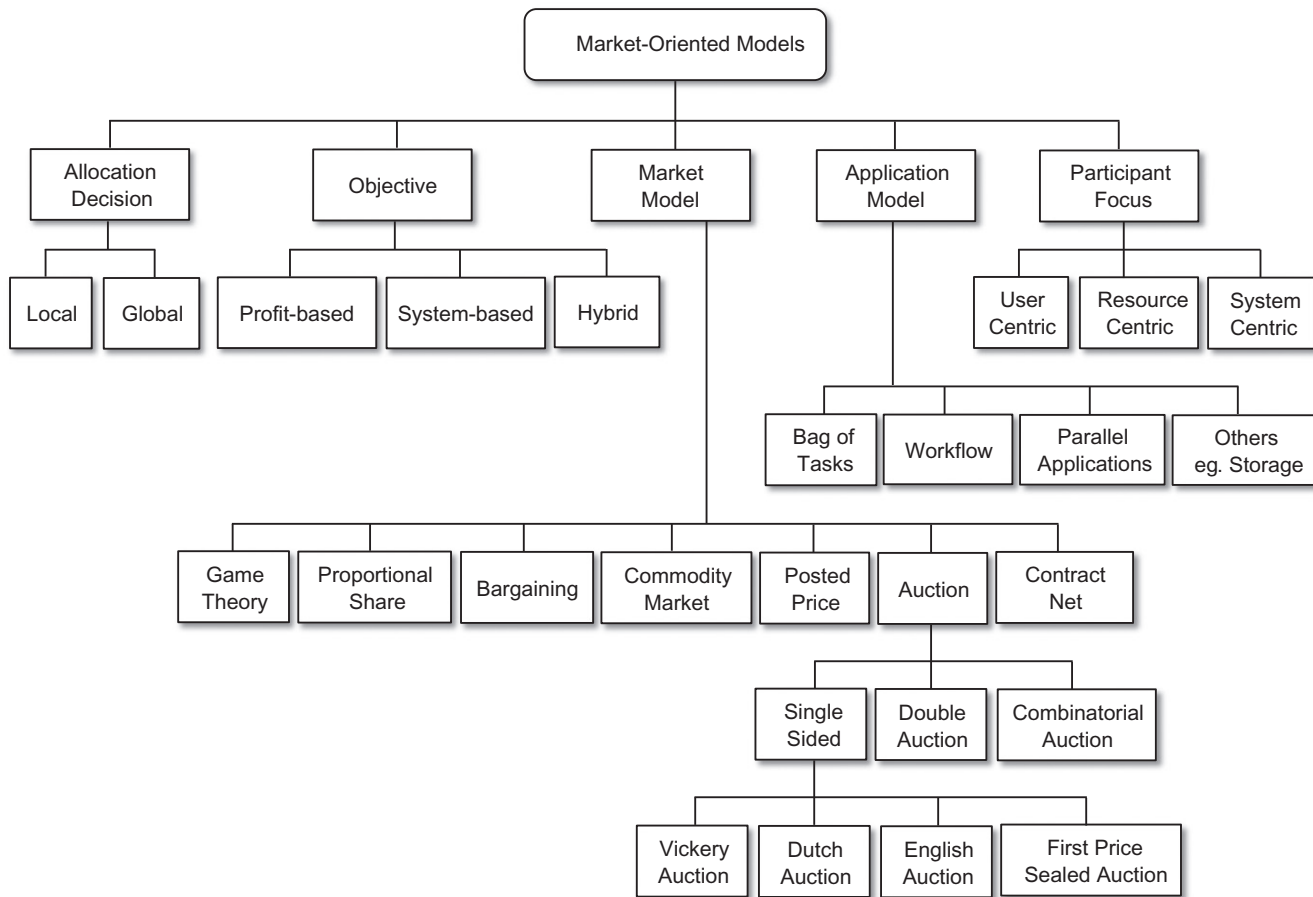 Market-Oriented Models
Allocation
Decision
Objective
Market
Model
Application
Model
Participant
Focus
Local
Global
Profit-based
System-based
Hybrid
User
Centric
Resource
Centric
System
Centric
Bag of
Tasks
Workflow
Parallel
Applications
Others
eg. Storage
Game
Theory
Proportional
Share
Bargaining
Commodity
Market
Posted
Price
Auction
Contract
Net
Single
Sided
Double
Auction
Combinatorial
Auction
Vickery
Auction
Dutch
Auction
English
Auction
First Price
Sealed Auction